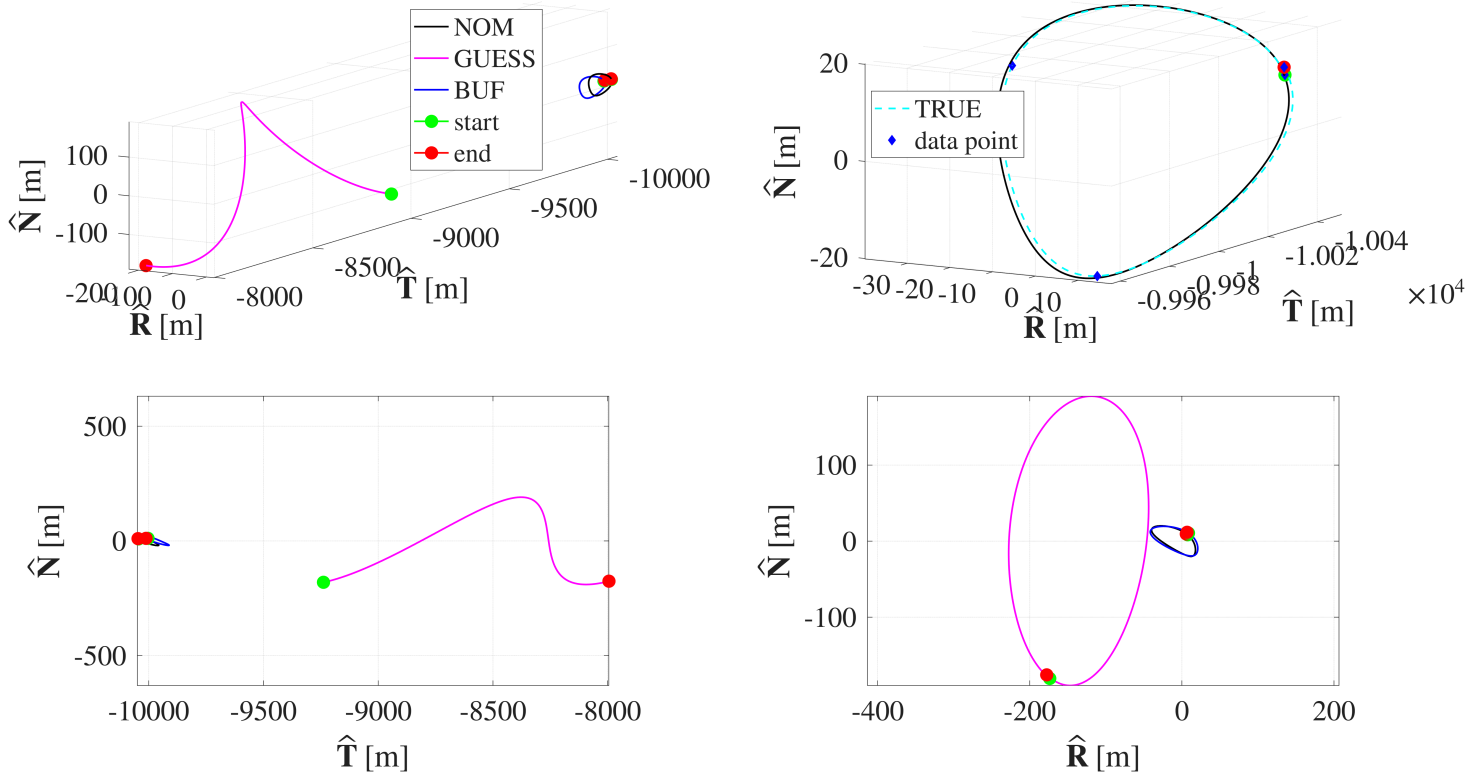 NOM
GUESS
BUF
start
end
100
0
-100
N̂ [m]
-200
-100
0
R̂ [m]
-8000
-8500
-9000
-9500
-10000
T̂ [m]
TRUE
data point
20
0
-20
N̂ [m]
-30
-20
-10
0
10
R̂ [m]
-0.996
-0.998
-1
-1.002
-1.004
×10⁴
T̂ [m]
500
0
-500
N̂ [m]
-10000
-9500
-9000
-8500
-8000
T̂ [m]
100
0
-100
N̂ [m]
-400
-200
0
200
R̂ [m]